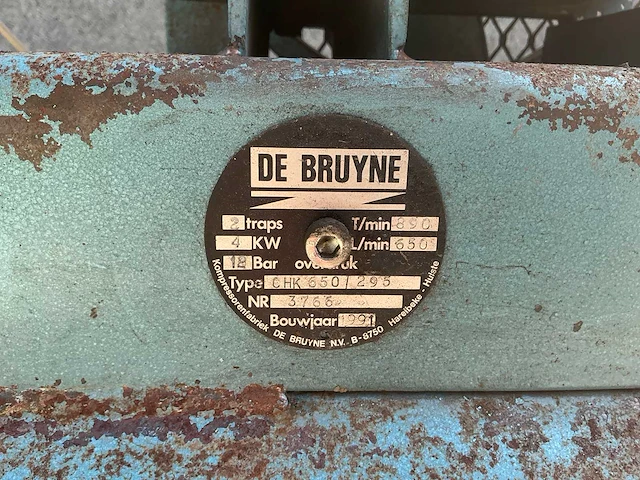 DE BRUYNE
2 traps T/min 890
4 KW L/min 650
12 Bar overdruk
Type CHK 650/295
NR 3766
Bouwjaar 1991
Kompressorenfabriek DE BRUYNE N.V. B-8750 Harelbeke - Hulste